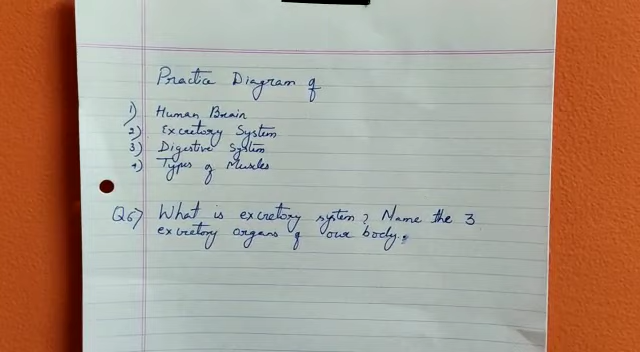 Practice Diagram of
1) Human Brain
2) Excretory System
3) Digestive System
4) Types of Muscles
Q6) What is excretory system? Name the 3
excretory organs of our body.